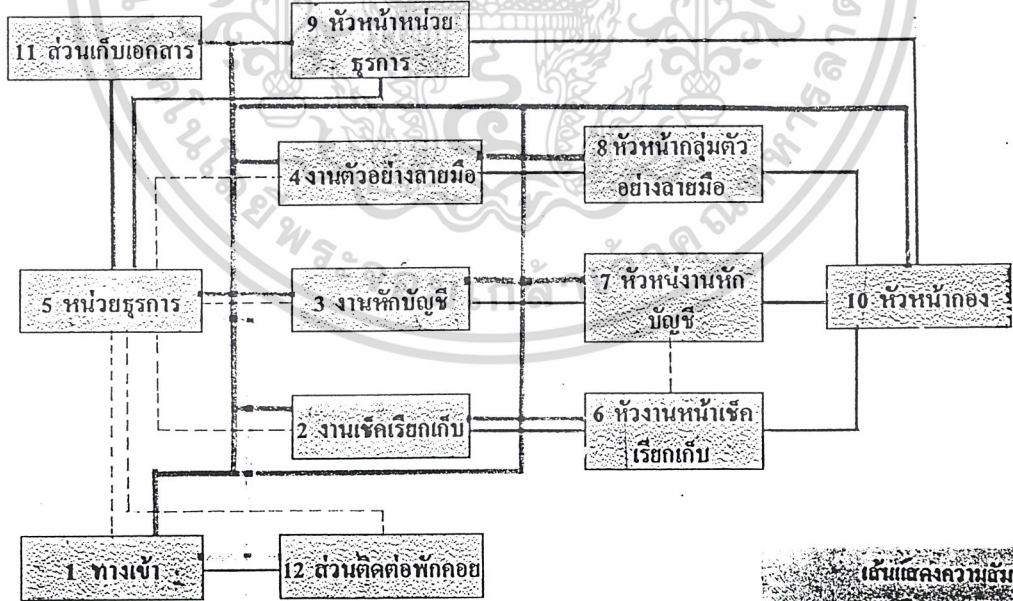 11 ส่วนเก็บเอกสาร
9 หัวหน้าหน่วย
ธุรการ
4 งานตัวอย่างลายมือ
8 หัวหน้ากลุ่มตัว
อย่างลายมือ
5 หน่วยธุรการ
3 งานหักบัญชี
7 หัวหน่งานหัก
บัญชี
10 หัวหน้ากอง
2 งานเช็คเรียกเก็บ
6 หัวงานหน้าเช็ค
เรียกเก็บ
1 ทางเข้า
12 ส่วนติดต่อพักคอย
เส้นแสดงความสัม